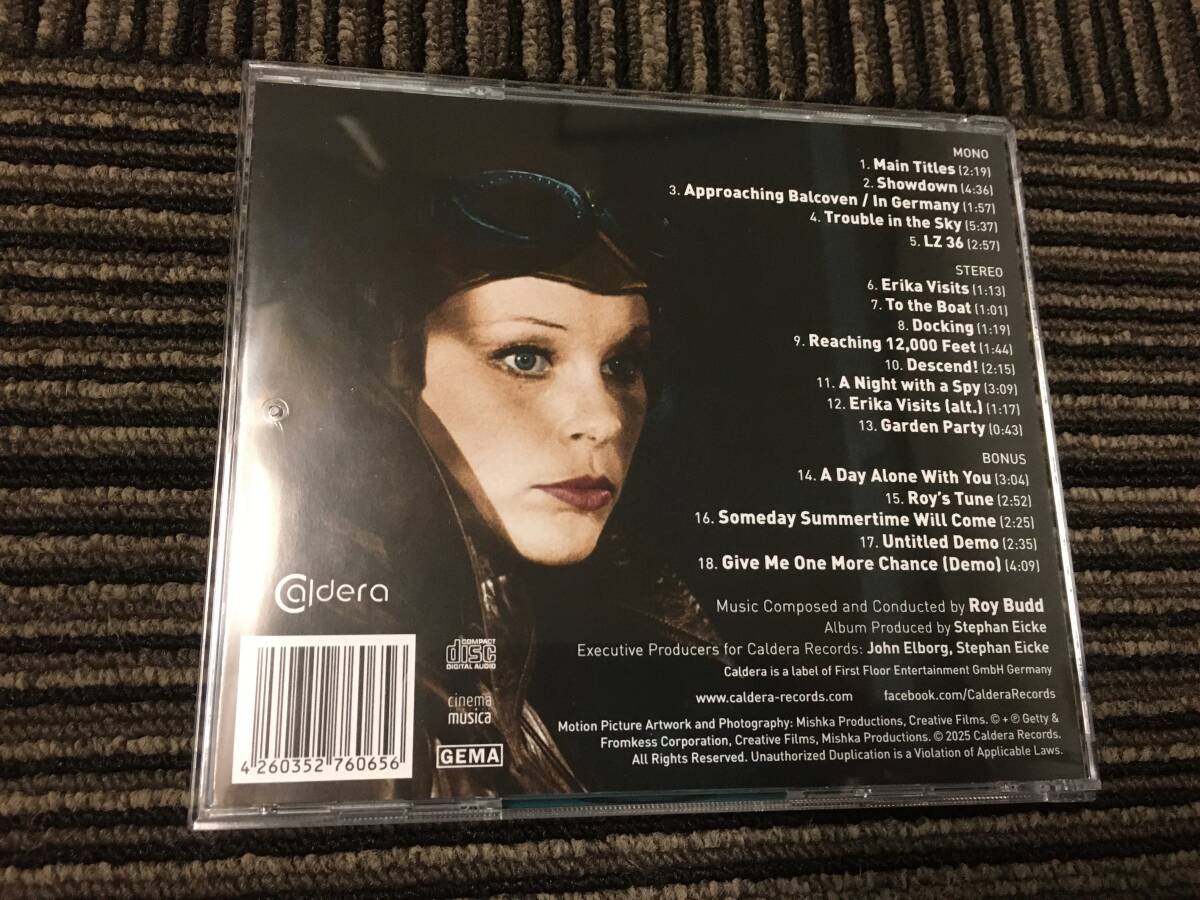 MONO
1. Main Titles (2:19)
2. Showdown (4:36)
3. Approaching Balcoven / In Germany (1:57)
4. Trouble in the Sky (5:37)
5. LZ 36 (2:57)
STEREO
6. Erika Visits (1:13)
7. To the Boat (1:01)
8. Docking (1:19)
9. Reaching 12,000 Feet (1:44)
10. Descend! (2:15)
11. A Night with a Spy (3:09)
12. Erika Visits (alt.) (1:17)
13. Garden Party (0:43)
BONUS
14. A Day Alone With You (3:04)
15. Roy's Tune (2:52)
16. Someday Summertime Will Come (2:25)
17. Untitled Demo (2:35)
18. Give Me One More Chance (Demo) (4:09)
Music Composed and Conducted by Roy Budd
Album Produced by Stephan Eicke
Executive Producers for Caldera Records: John Elborg, Stephan Eicke
Caldera is a label of First Floor Entertainment GmbH Germany
www.caldera-records.com facebook.com/CalderaRecords
Motion Picture Artwork and Photography: Mishka Productions, Creative Films. © + ℗ Getty &
Fromkess Corporation, Creative Films, Mishka Productions. © 2025 Caldera Records.
All Rights Reserved. Unauthorized Duplication is a Violation of Applicable Laws.
Caldera
COMPACT
disc
DIGITAL AUDIO
cinema
musica
GEMA
4 260352 760656